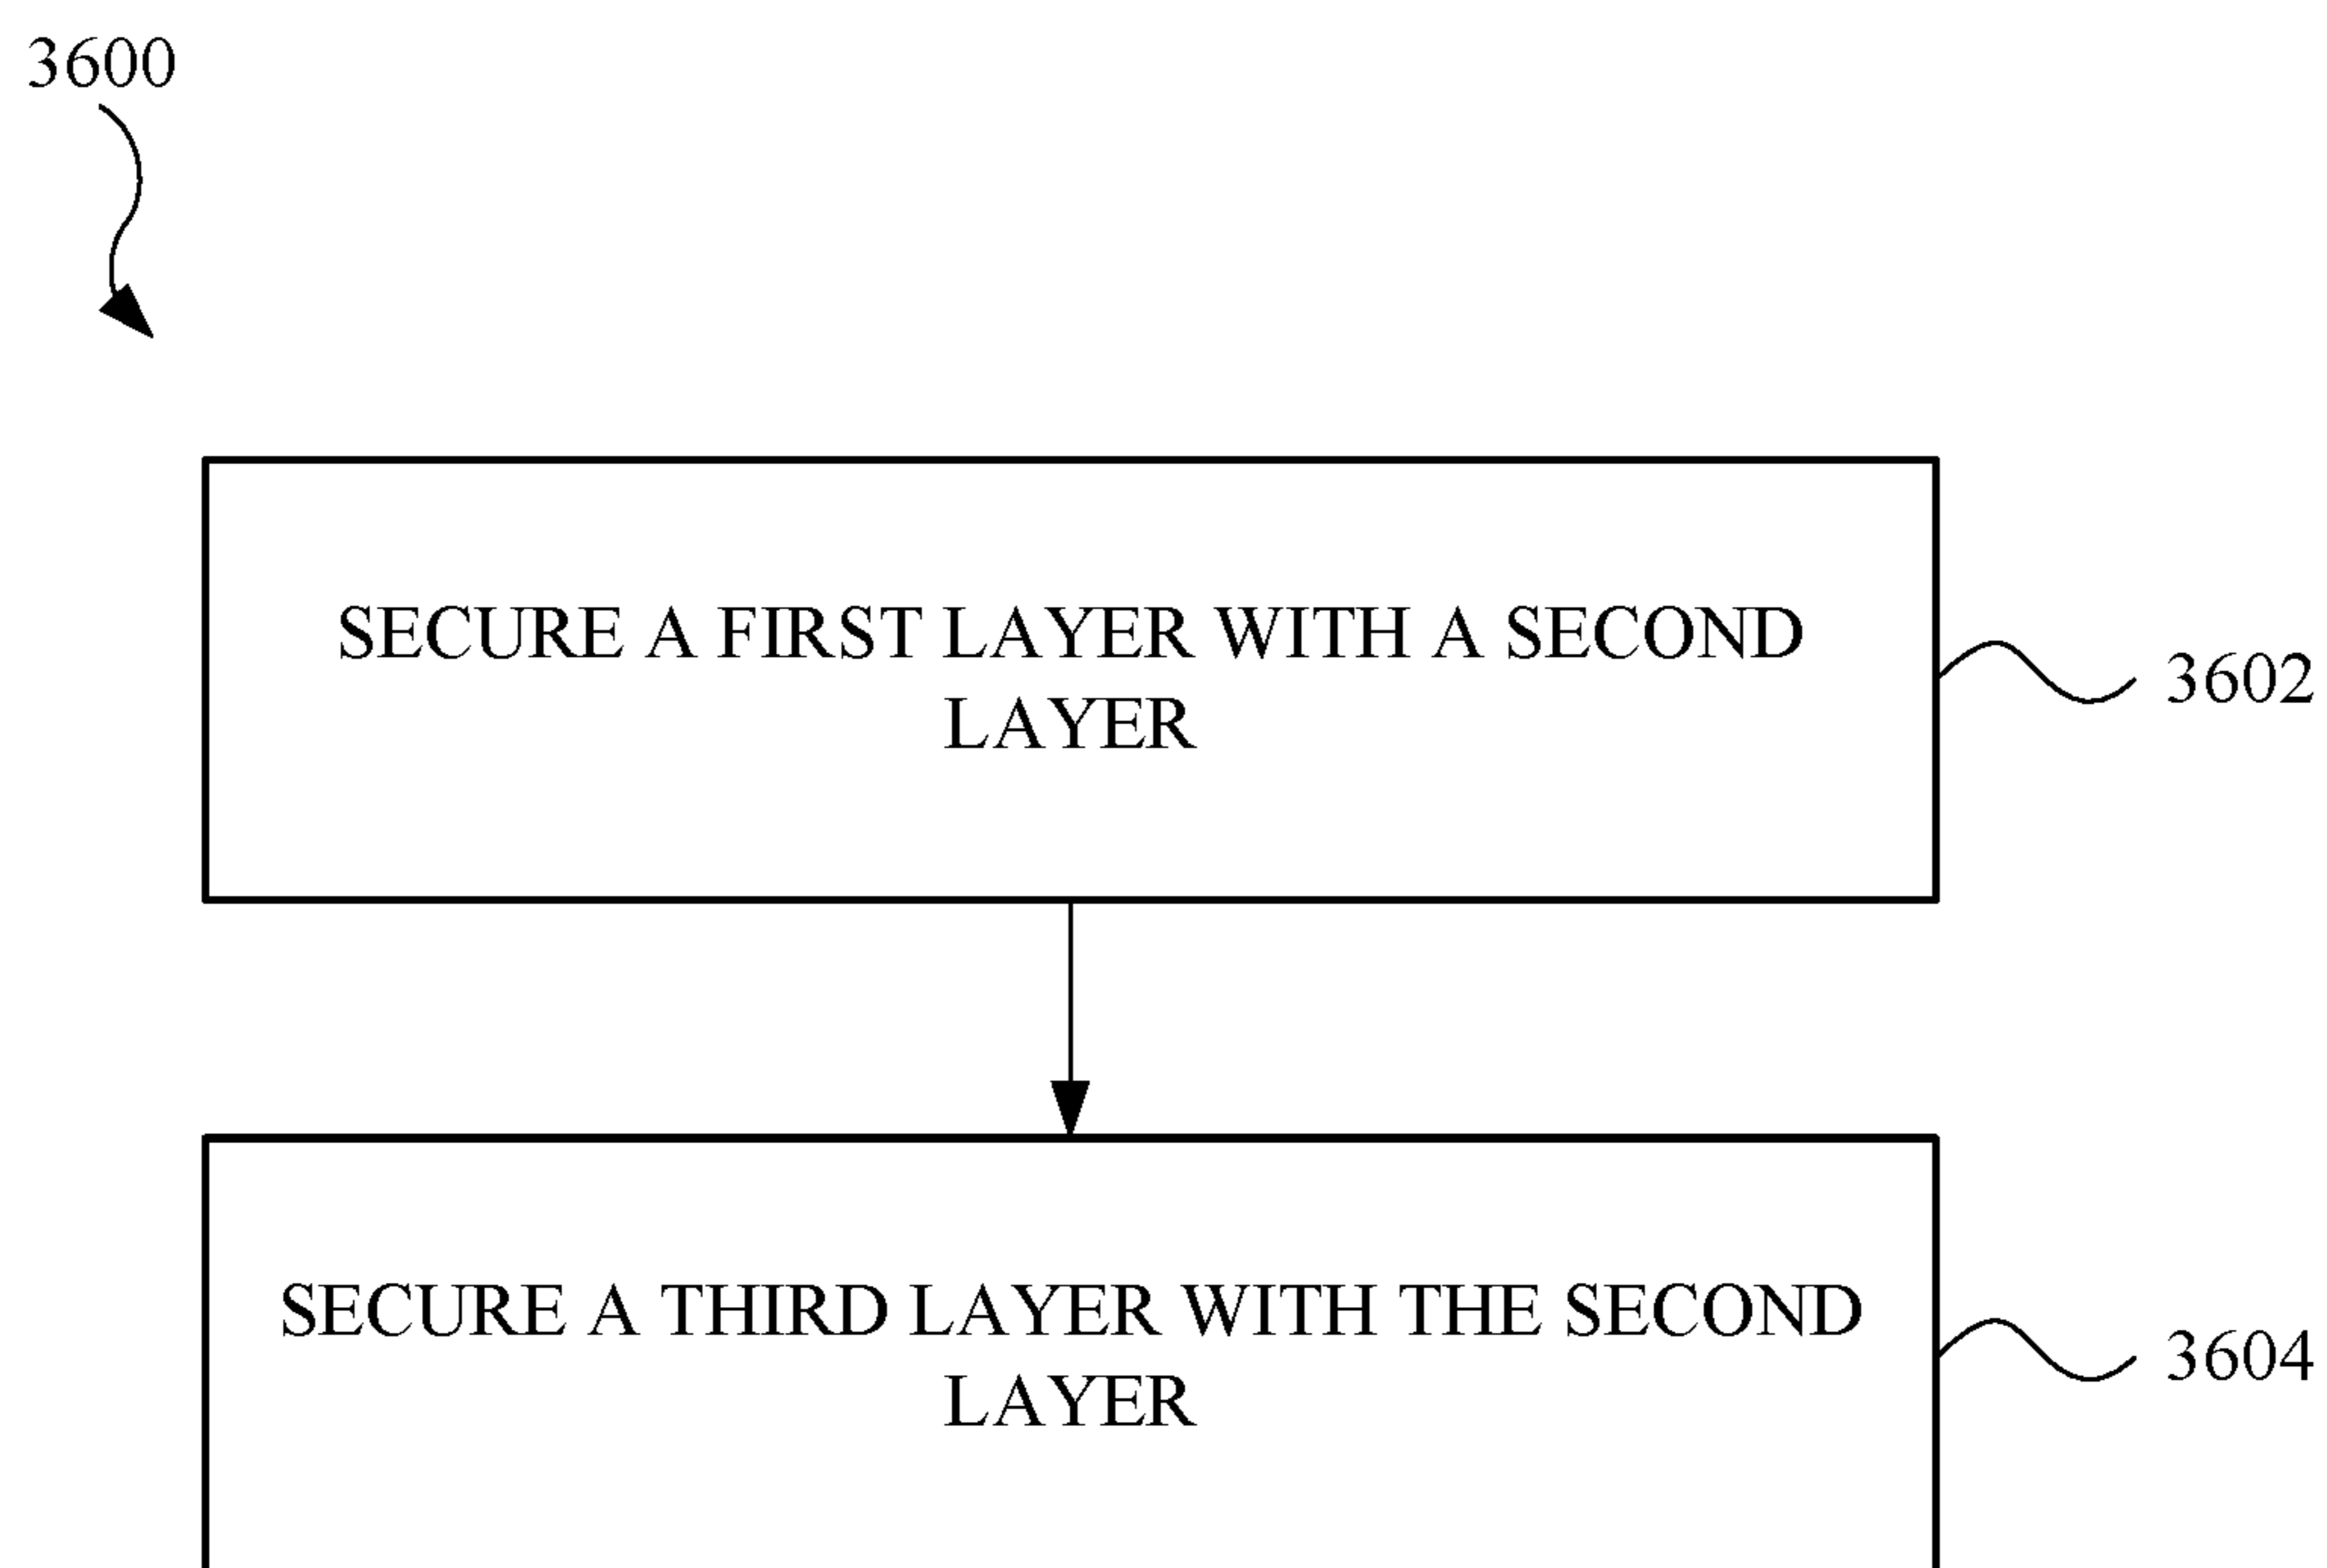 3600
SECURE A FIRST LAYER WITH A SECOND
LAYER
3602
SECURE A THIRD LAYER WITH THE SECOND
LAYER
3604